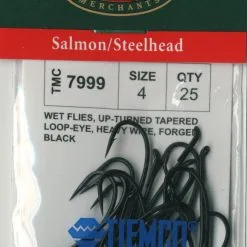 MERCHANTS
Salmon/Steelhead
TMC 7999 SIZE 4 QTY 25
WET FLIES, UP-TURNED TAPERED
LOOP-EYE, HEAVY WIRE, FORGED
BLACK
TIEMCO